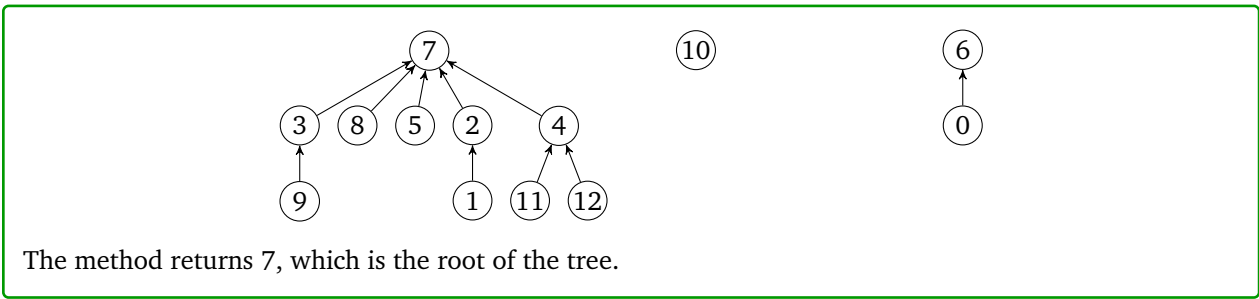 7 10 6
3 8 5 2 4 0
9 1 11 12
The method returns 7, which is the root of the tree.